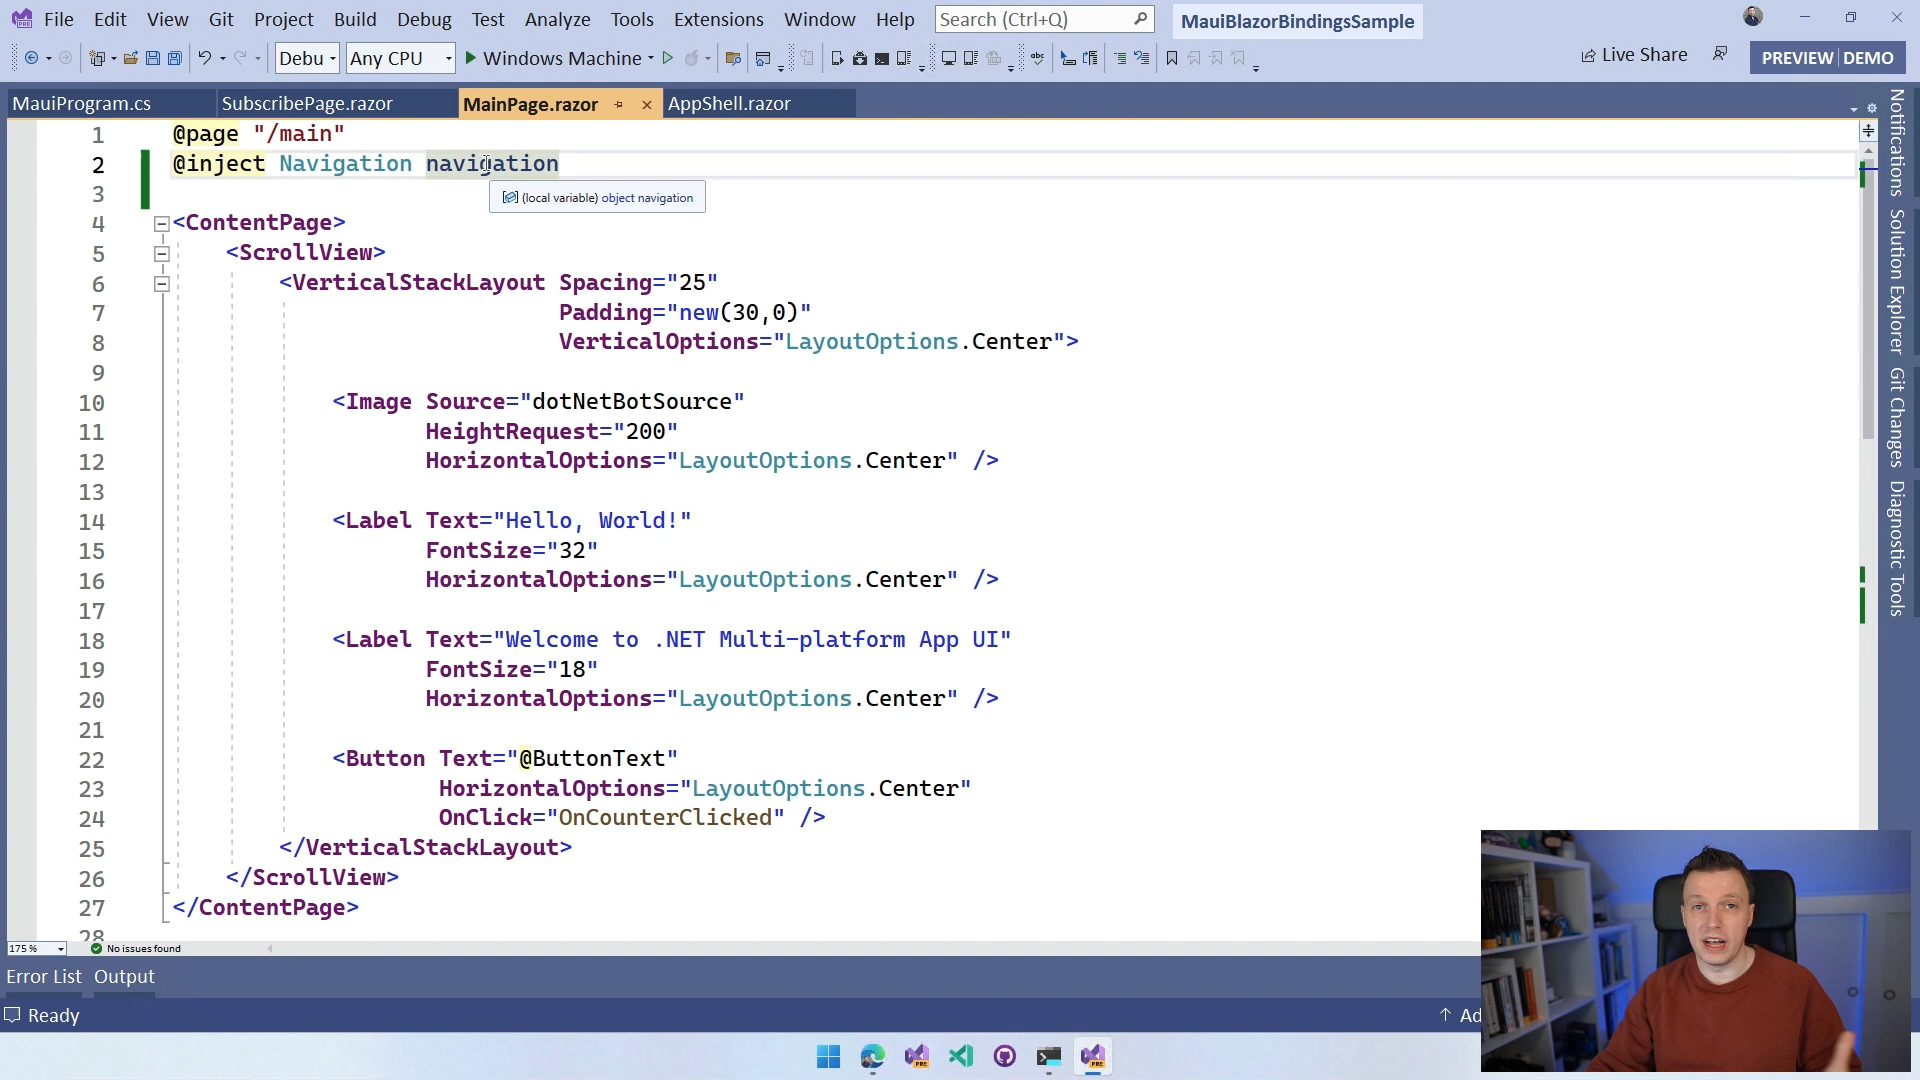 File Edit View Git Project Build Debug Test Analyze Tools Extensions Window Help Search (Ctrl+Q) MauiBlazorBindingsSample
Debu Any CPU Windows Machine Live Share PREVIEW DEMO
MauiProgram.cs SubscribePage.razor MainPage.razor AppShell.razor
1 @page "/main"
2 @inject Navigation navigation
3
(local variable) object navigation
4 <ContentPage>
5 <ScrollView>
6 <VerticalStackLayout Spacing="25"
7 Padding="new(30,0)"
8 VerticalOptions="LayoutOptions.Center">
9
10 <Image Source="dotNetBotSource"
11 HeightRequest="200"
12 HorizontalOptions="LayoutOptions.Center" />
13
14 <Label Text="Hello, World!"
15 FontSize="32"
16 HorizontalOptions="LayoutOptions.Center" />
17
18 <Label Text="Welcome to .NET Multi-platform App UI"
19 FontSize="18"
20 HorizontalOptions="LayoutOptions.Center" />
21
22 <Button Text="@ButtonText"
23 HorizontalOptions="LayoutOptions.Center"
24 OnClick="OnCounterClicked" />
25 </VerticalStackLayout>
26 </ScrollView>
27 </ContentPage>
28
175 % No issues found
Error List Output
Ready Ad
Notifications
Solution Explorer
Git Changes
Diagnostic Tools